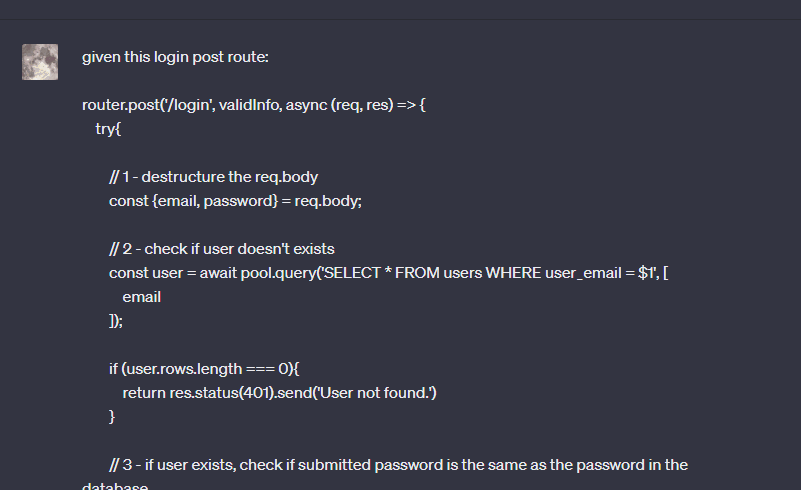 given this login post route:
router.post('/login', validInfo, async (req, res) => {
try{
// 1 - destructure the req.body
const {email, password} = req.body;
// 2 - check if user doesn't exists
const user = await pool.query('SELECT * FROM users WHERE user_email = $1', [
email
]);
if (user.rows.length === 0){
return res.status(401).send('User not found.')
}
// 3 - if user exists, check if submitted password is the same as the password in the
database